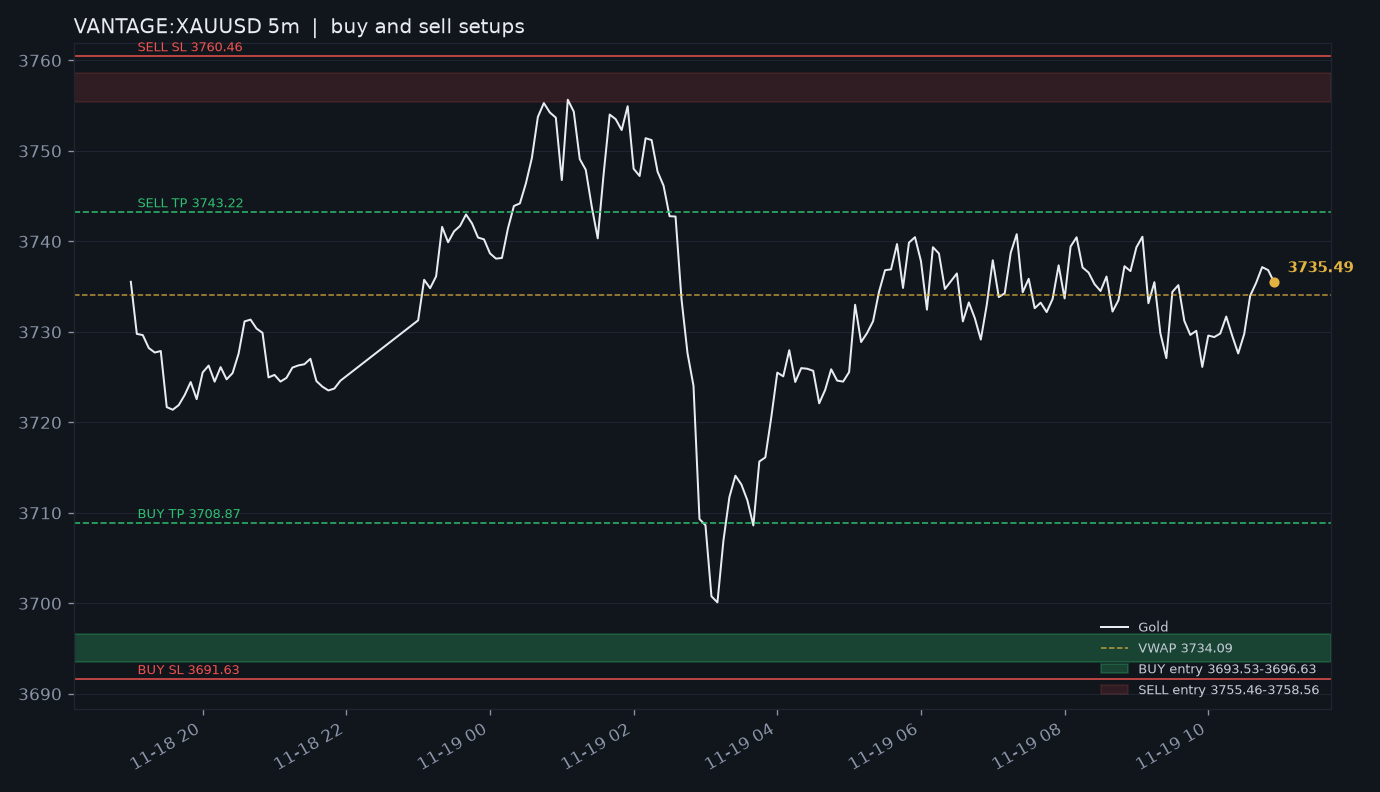 VANTAGE:XAUUSD 5m | buy and sell setups
SELL SL 3760.46
3760
3750
SELL TP 3743.22
3740
3735.49
3730
3720
BUY TP 3708.87
3710
3700
Gold
VWAP 3734.09
BUY SL 3691.63
BUY entry 3693.53-3696.63
SELL entry 3755.46-3758.56
3690
11-18 20
11-18 22
11-19 00
11-19 02
11-19 04
11-19 06
11-19 08
11-19 10